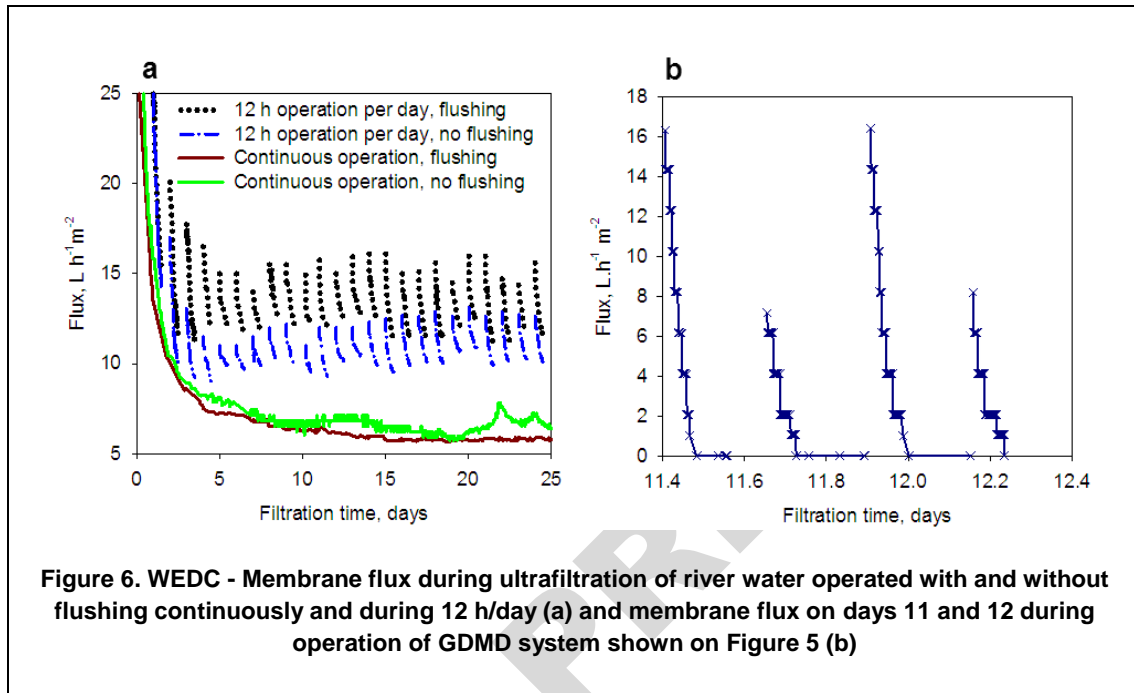 a
b
25
20
15
10
5
0
5
10
15
20
25
Flux, L h-1 m-2
Filtration time, days
12 h operation per day, flushing
12 h operation per day, no flushing
Continuous operation, flushing
Continuous operation, no flushing
18
16
14
12
10
8
6
4
2
0
11.4
11.6
11.8
12.0
12.2
12.4
Flux, L.h-1 m-2
Filtration time, days
Figure 6. WEDC - Membrane flux during ultrafiltration of river water operated with and without
flushing continuously and during 12 h/day (a) and membrane flux on days 11 and 12 during
operation of GDMD system shown on Figure 5 (b)